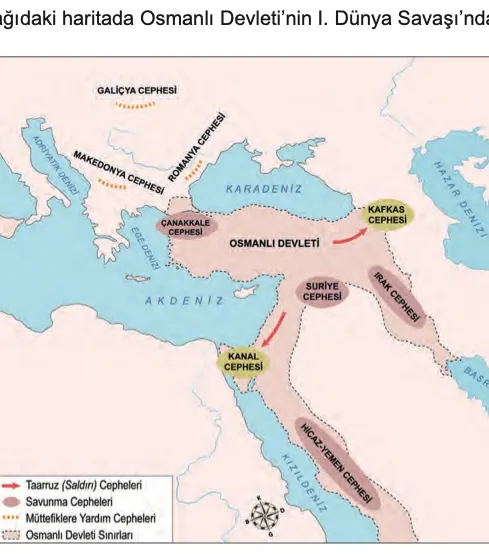 ağıdaki haritada Osmanlı Devleti’nin I. Dünya Savaşı’nda
GALİÇYA CEPHESİ
ROMANYA CEPHESİ
MAKEDONYA CEPHESİ
ADRİYATİK DENİZİ
KARADENİZ
HAZAR DENİZİ
KAFKAS
CEPHESİ
ÇANAKKALE
CEPHESİ
OSMANLI DEVLETİ
EGE DENİZİ
SURİYE
CEPHESİ
IRAK CEPHESİ
AKDENİZ
KANAL
CEPHESİ
BASR
HİCAZ-YEMEN CEPHESİ
KIZILDENİZ
Taarruz (Saldırı) Cepheleri
Savunma Cepheleri
Müttefiklere Yardım Cepheleri
Osmanlı Devleti Sınırları
K
D
B
G